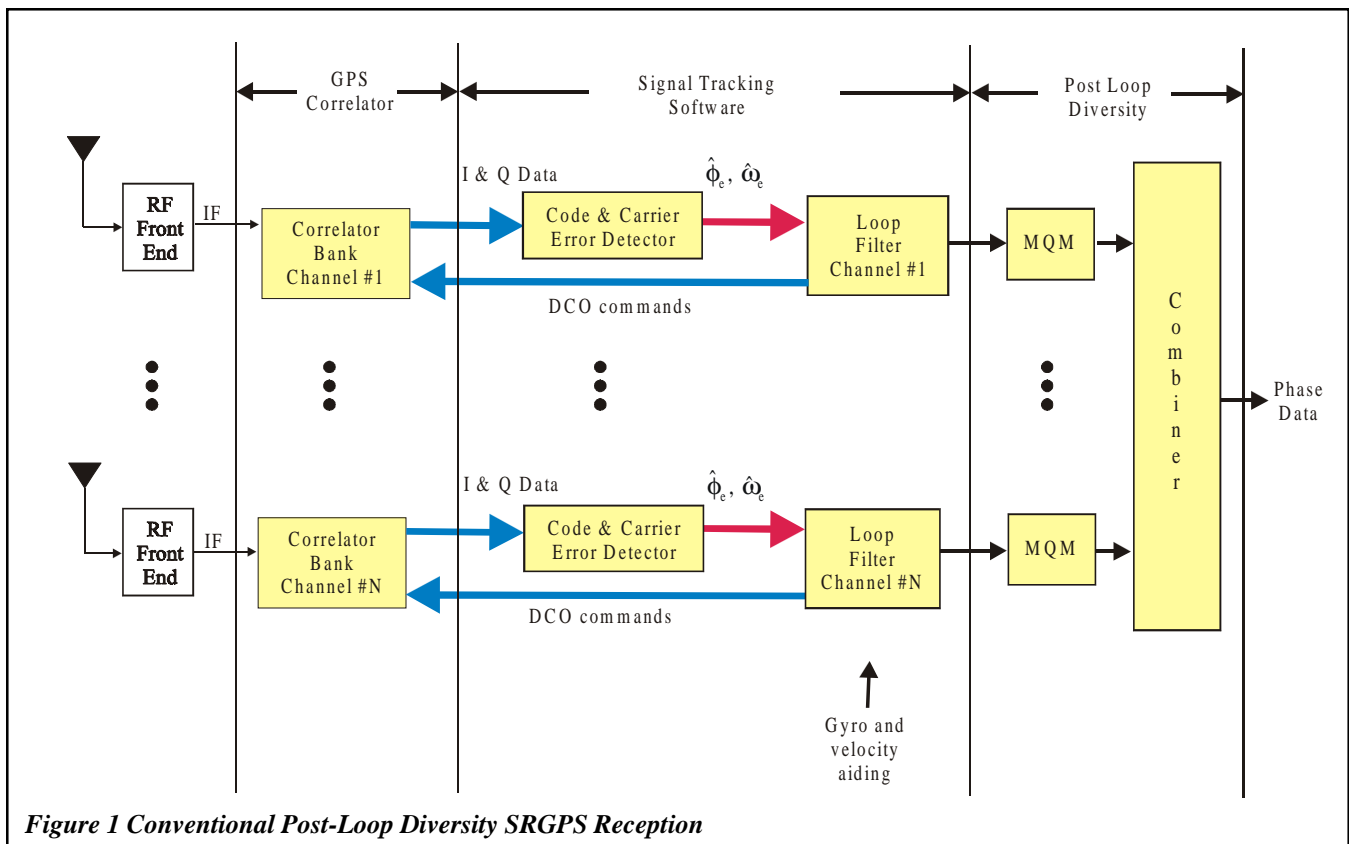 GPS
Correlator
Signal Tracking
Software
Post Loop
Diversity
RF
Front
End
IF
Correlator
Bank
Channel #1
I & Q Data
Code & Carrier
Error Detector
ϕ̂ₑ, ω̂ₑ
Loop
Filter
Channel #1
DCO commands
MQM
Combiner
Phase
Data
RF
Front
End
IF
Correlator
Bank
Channel #N
I & Q Data
Code & Carrier
Error Detector
ϕ̂ₑ, ω̂ₑ
Loop
Filter
Channel #N
DCO commands
MQM
Gyro and
velocity
aiding
Figure 1 Conventional Post-Loop Diversity SRGPS Reception